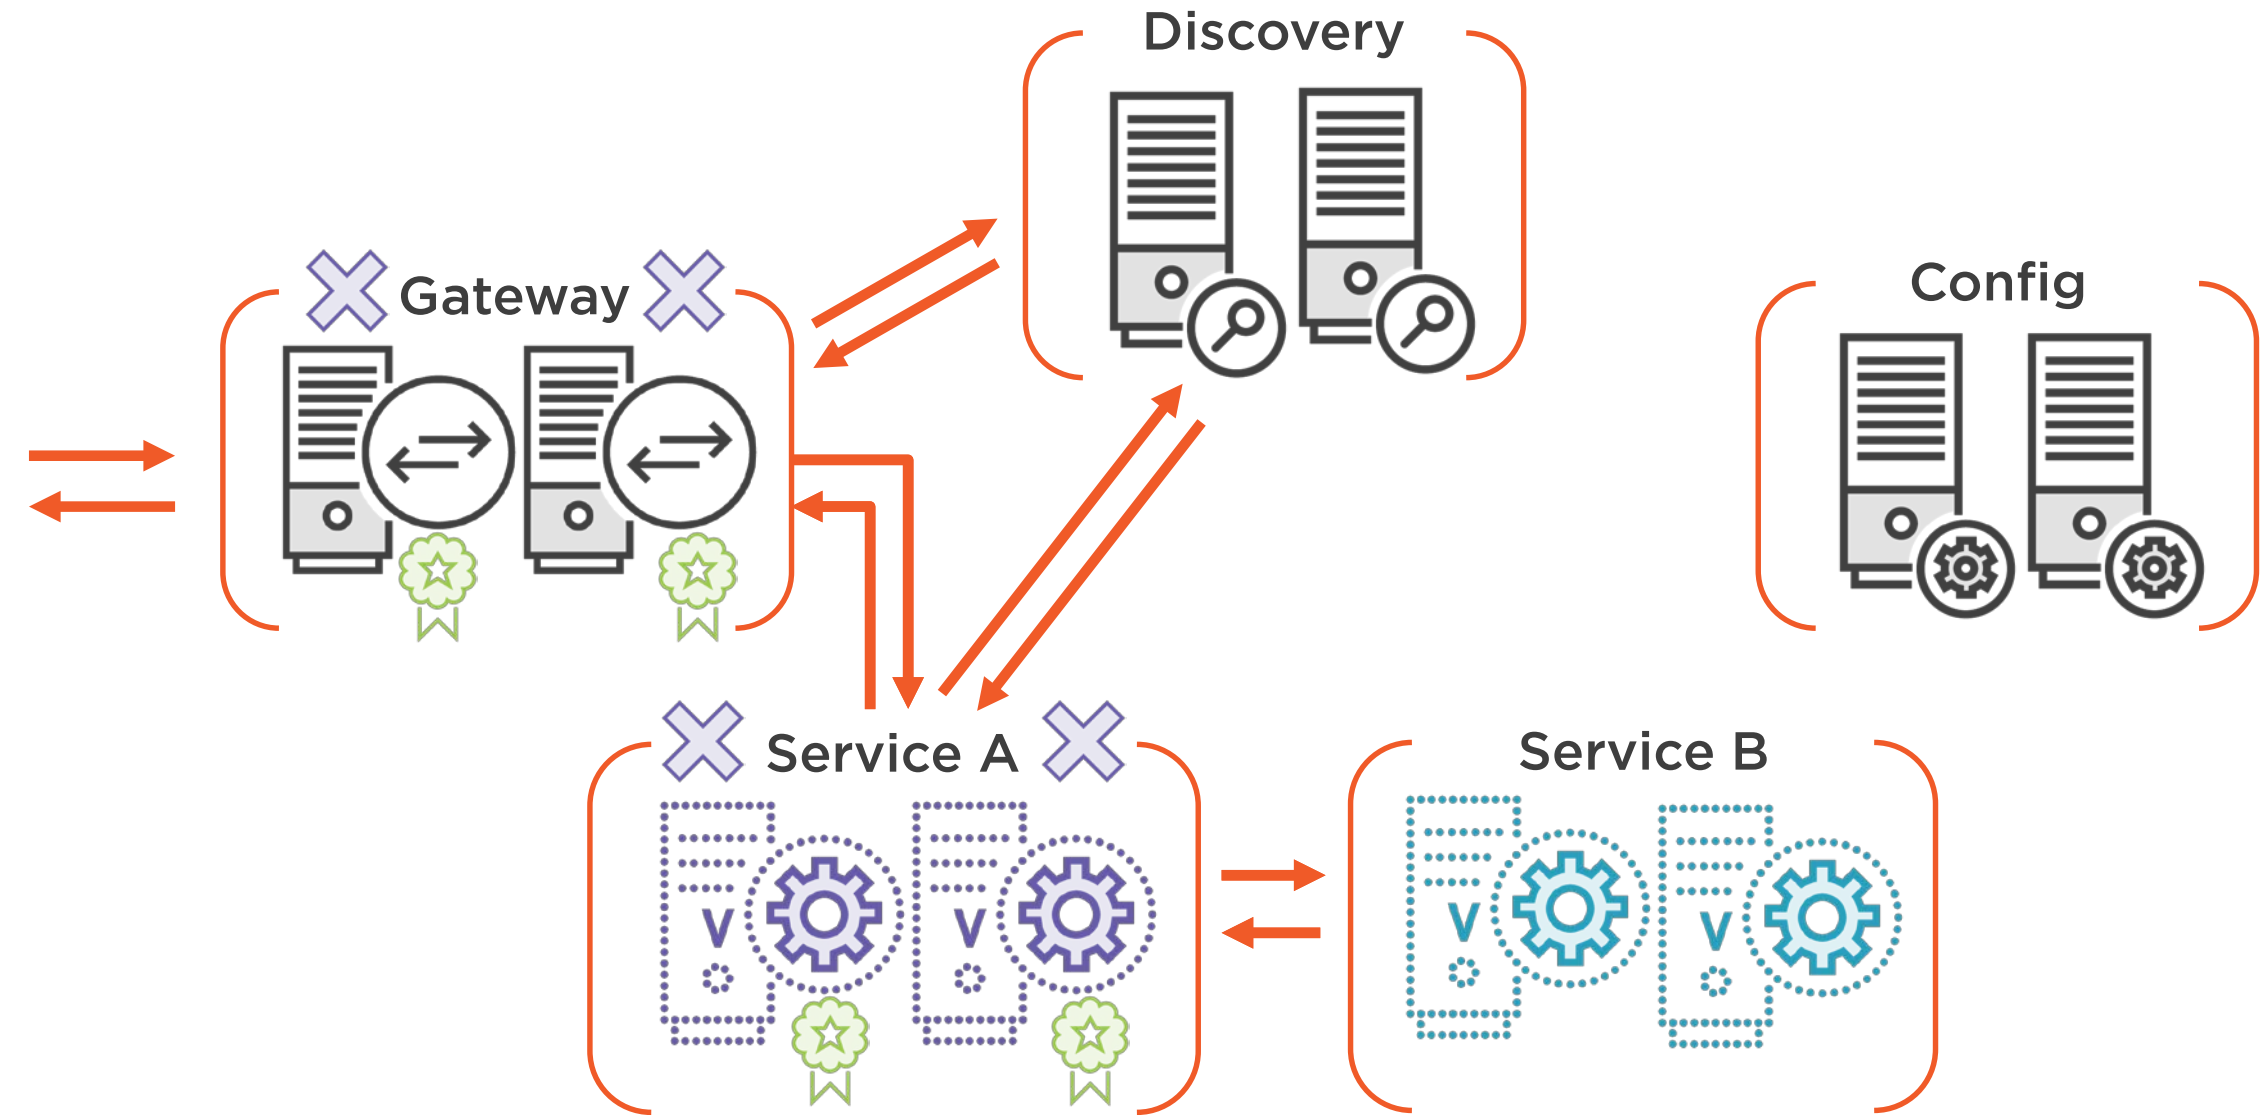 Discovery
Gateway
Config
Service A
Service B
V
V
V
V